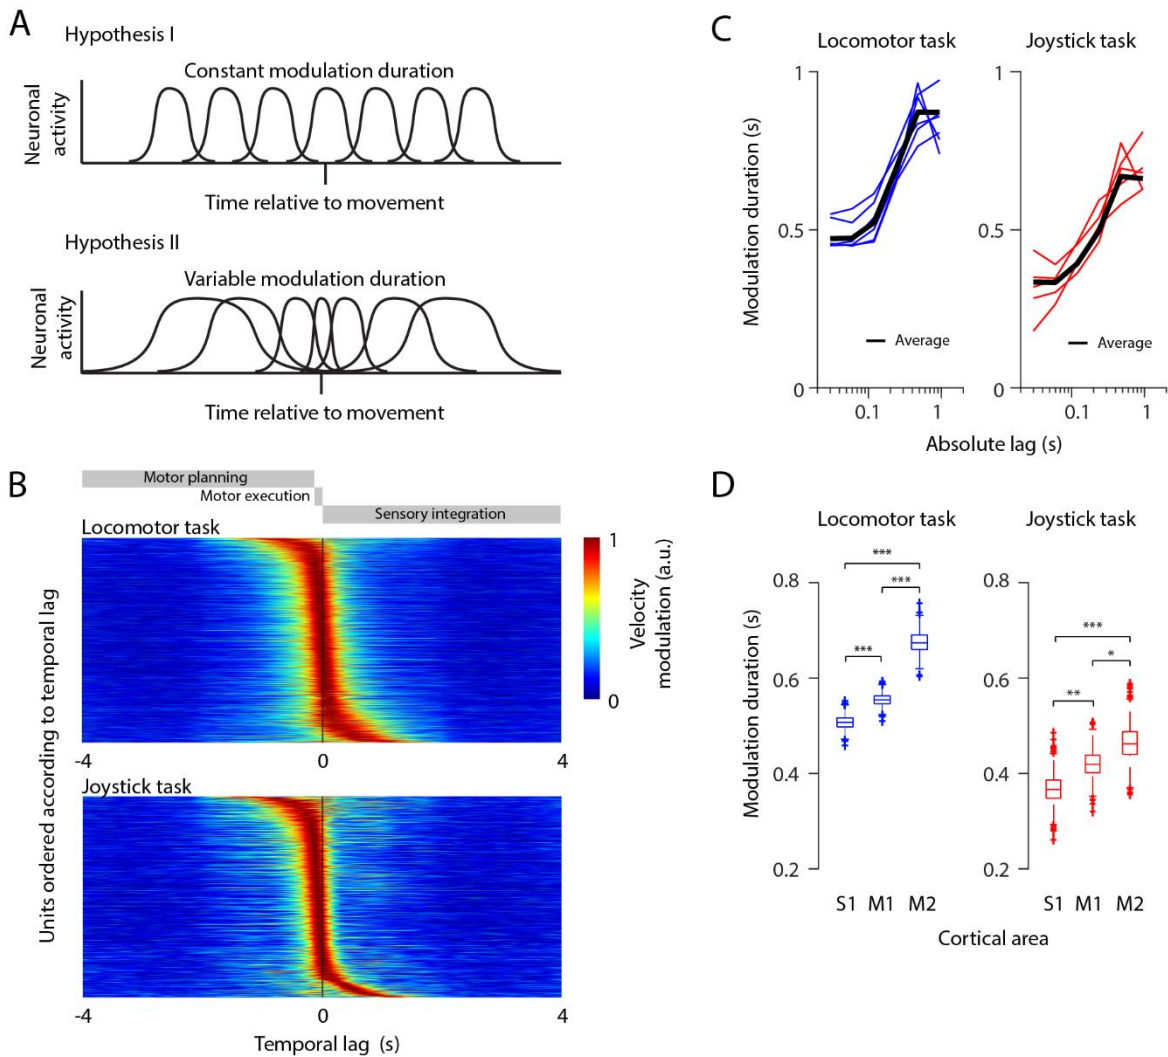 A
Hypothesis I
Constant modulation duration
Neuronal
activity
Time relative to movement
Hypothesis II
Variable modulation duration
Neuronal
activity
Time relative to movement
B
Motor planning
Motor execution
Sensory integration
Locomotor task
1
0
Velocity
modulation (a.u.)
-4
0
4
Joystick task
-4
0
4
Units ordered according to temporal lag
Temporal lag (s)
C
Locomotor task
Joystick task
Modulation duration (s)
1
0.5
0
Average
0.1
1
1
0.5
0
Average
0.1
1
Absolute lag (s)
D
Locomotor task
Joystick task
Modulation duration (s)
0.8
0.6
0.4
0.2
***
***
***
S1 M1 M2
0.8
0.6
0.4
0.2
***
*
**
S1 M1 M2
Cortical area